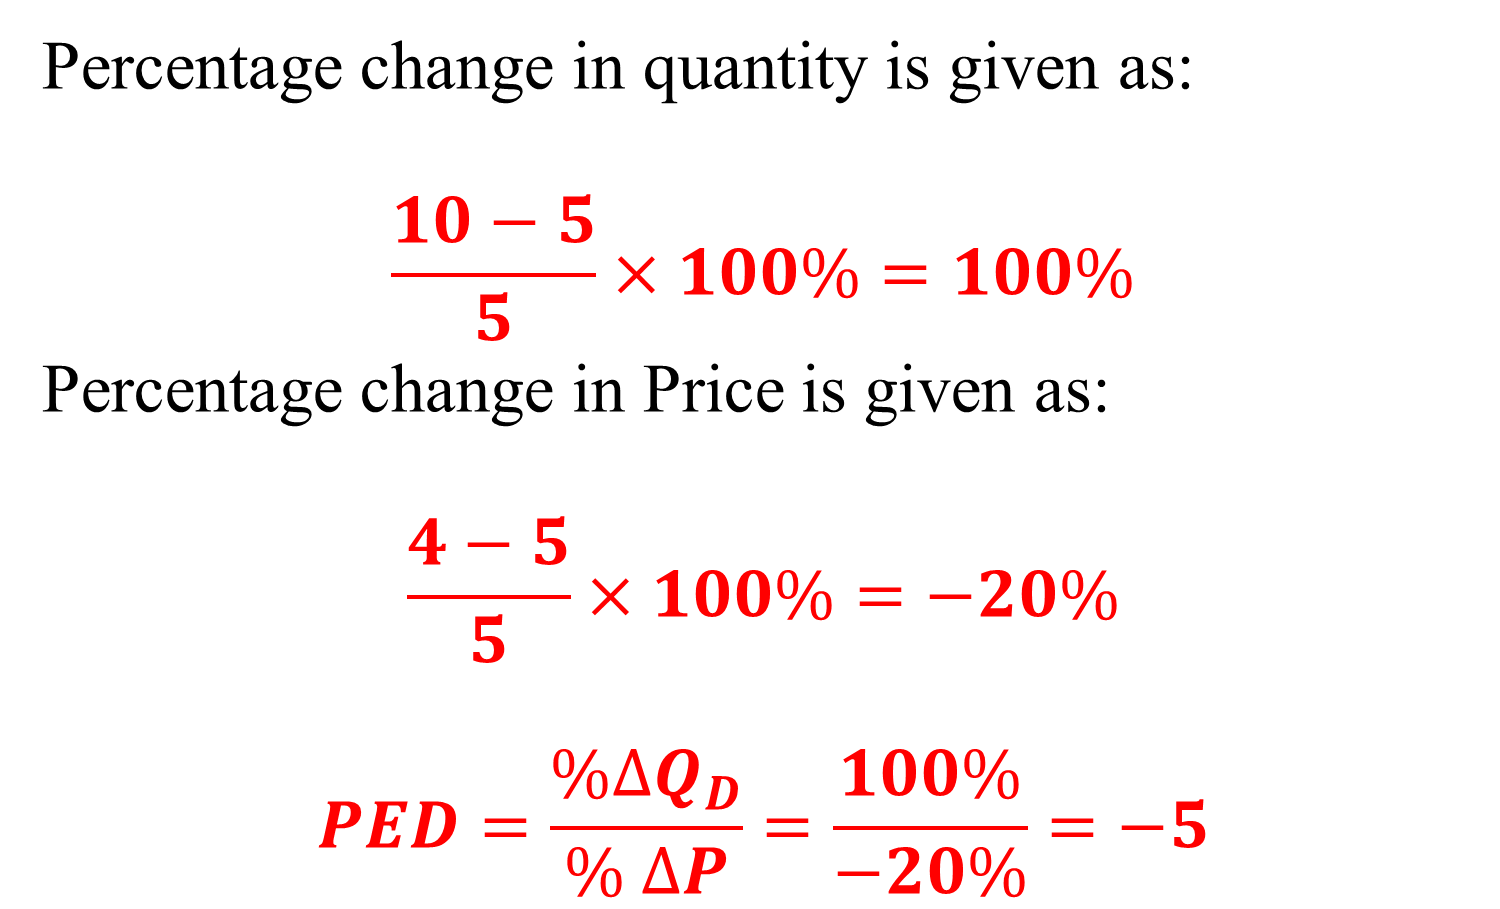 Percentage change in quantity is given as:
10 − 5
× 100% = 100%
5
Percentage change in Price is given as:
4 − 5
× 100% = −20%
5
PED = %ΔQ_D / % ΔP = 100% / −20% = −5